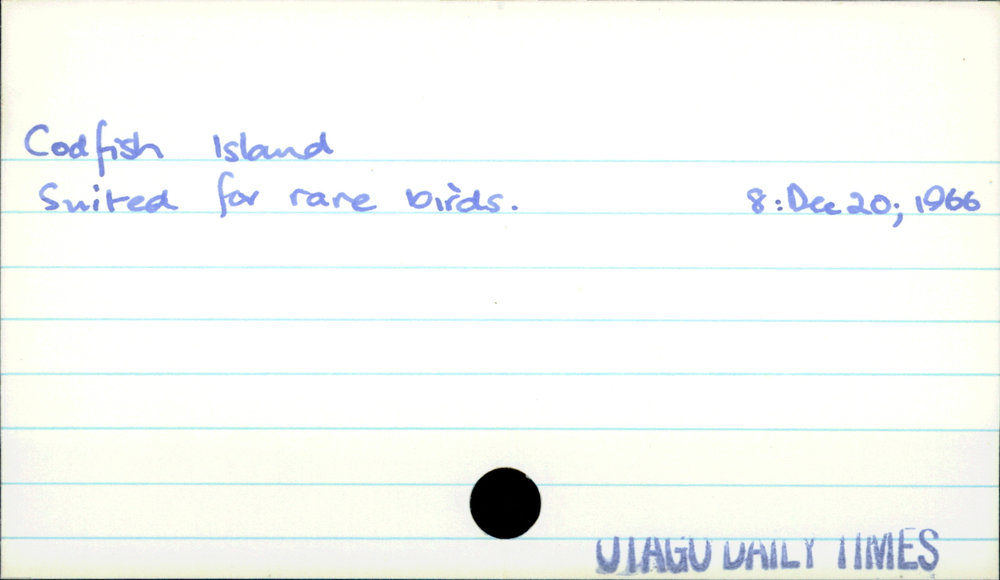 Codfish Island
Suited for rare birds. 8: Dec 20; 1966
OTAGO DAILY TIMES